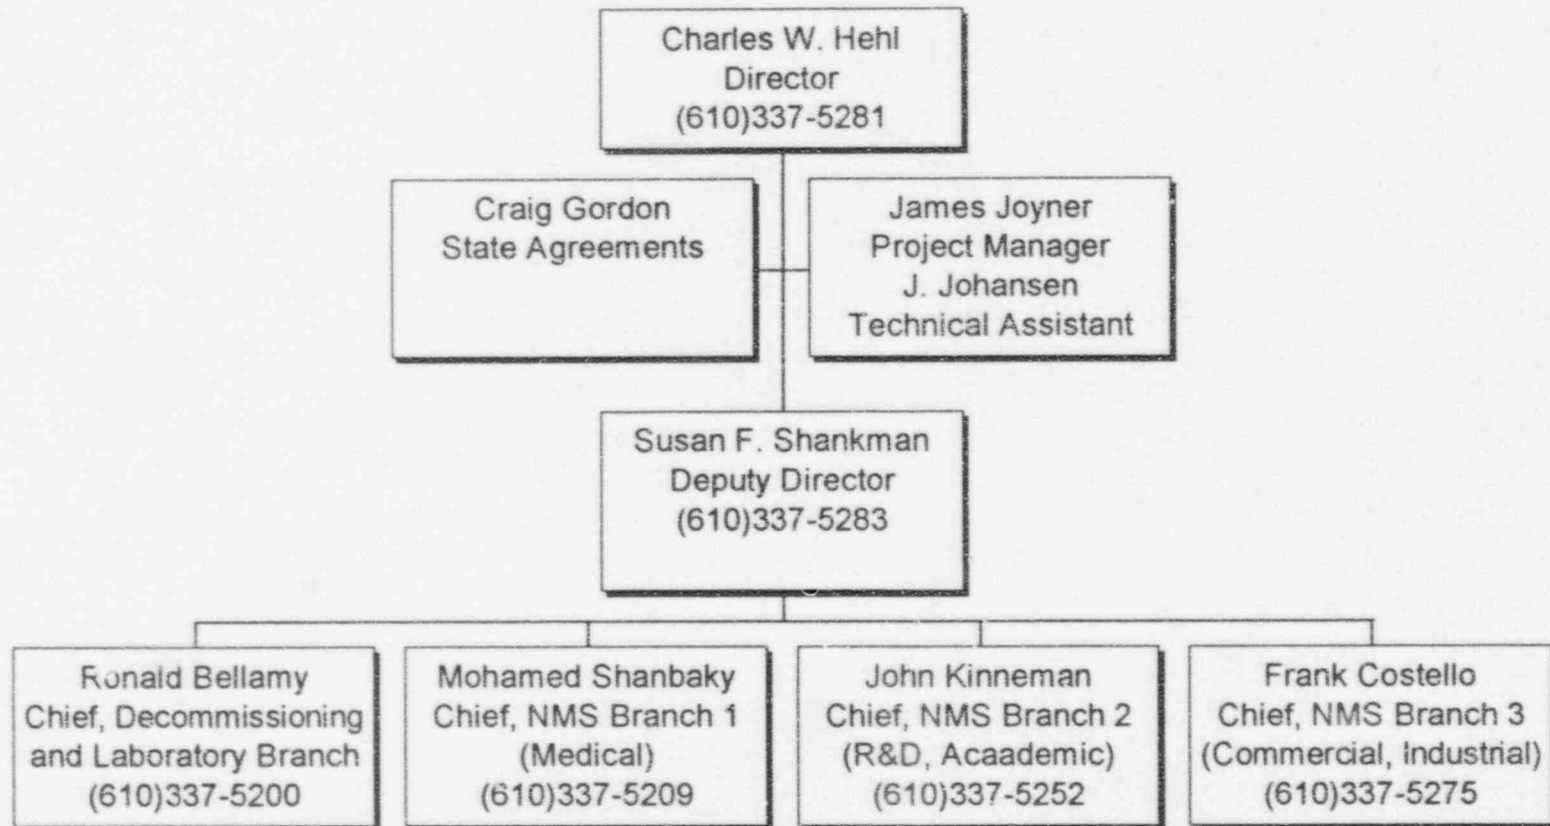 Charles W. Hehl
Director
(610)337-5281
Craig Gordon
State Agreements
James Joyner
Project Manager
J. Johansen
Technical Assistant
Susan F. Shankman
Deputy Director
(610)337-5283
Ronald Bellamy
Chief, Decommissioning
and Laboratory Branch
(610)337-5200
Mohamed Shanbaky
Chief, NMS Branch 1
(Medical)
(610)337-5209
John Kinneman
Chief, NMS Branch 2
(R&D, Acaademic)
(610)337-5252
Frank Costello
Chief, NMS Branch 3
(Commercial, Industrial)
(610)337-5275